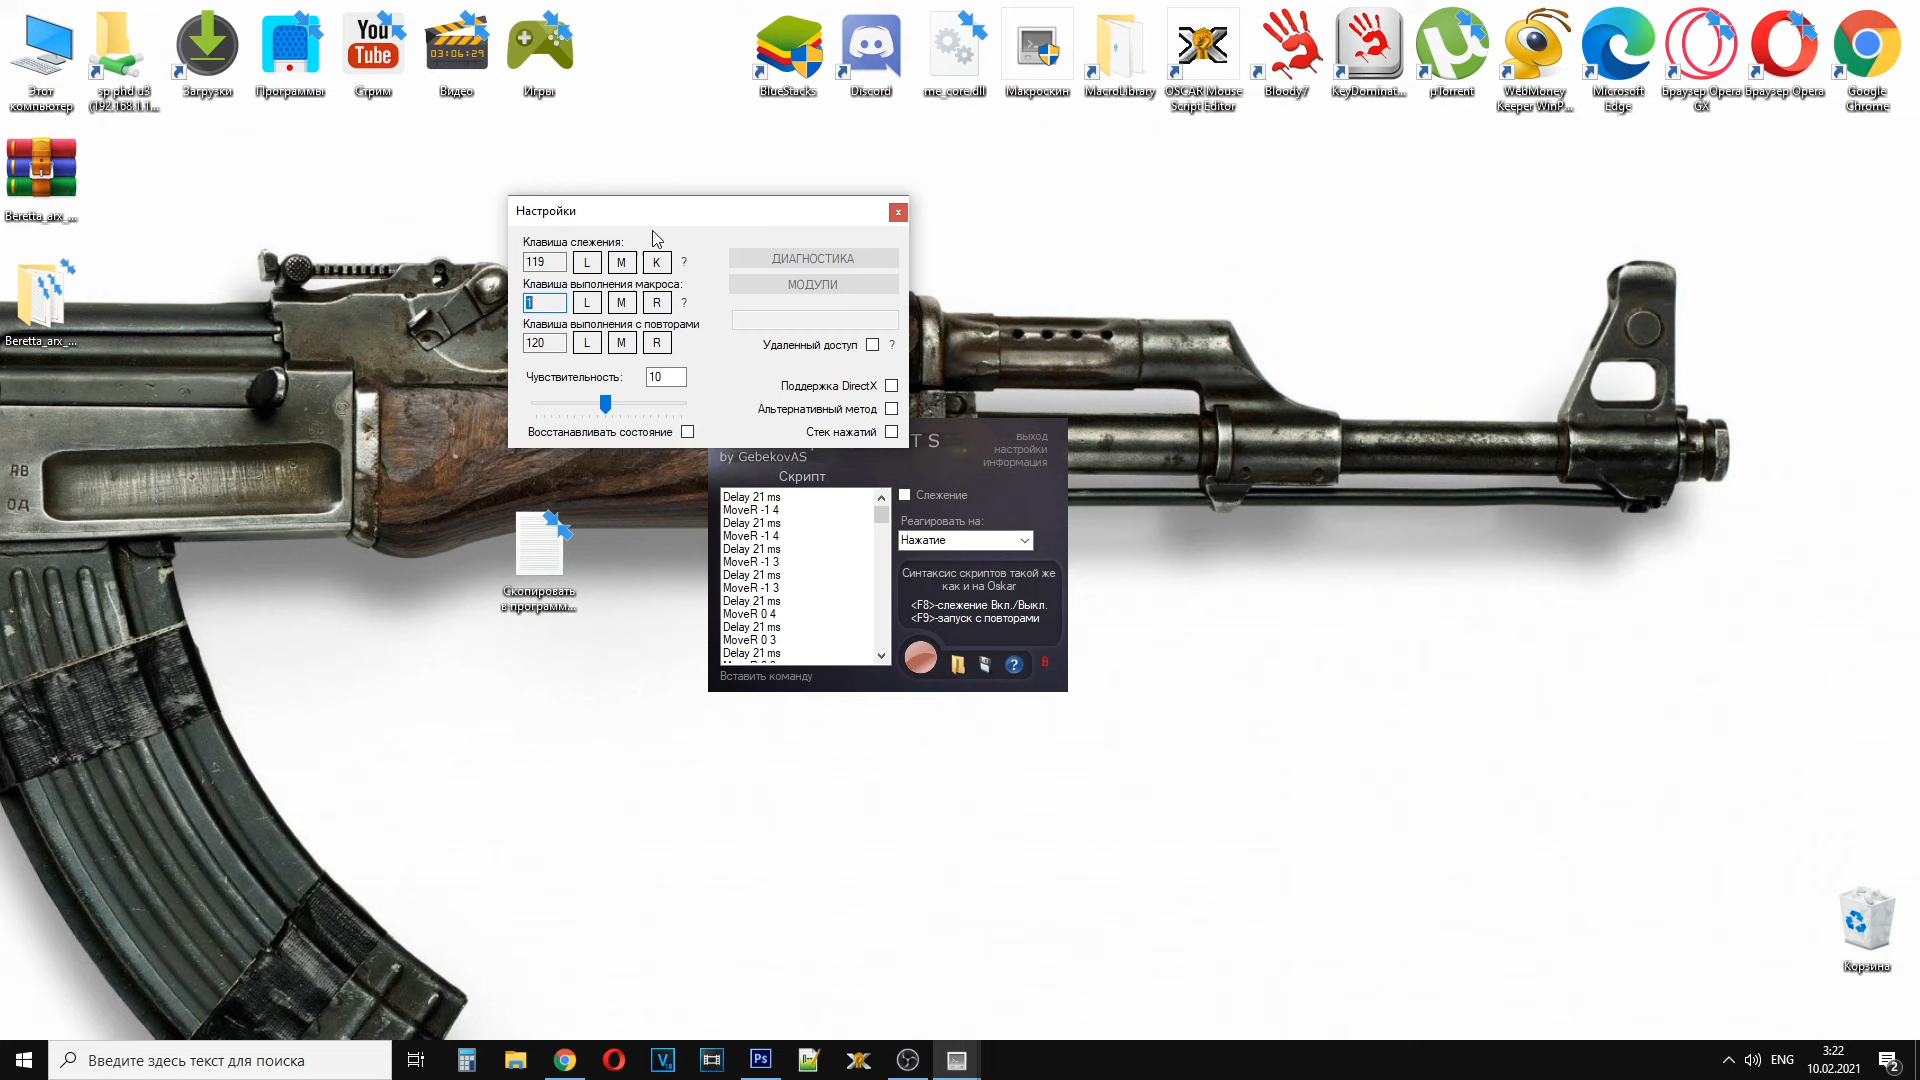 You
Tube
03:06:29
Этот
компьютер
sp phd u3
(192.168.1.1...
Загрузки
Программы
Стрим
Видео
Игры
BlueStacks
Discord
me_core.dll
Макроскин
MacroLibrary
OSCAR Mouse
Script Editor
Bloody7
KeyDominat...
µTorrent
WebMoney
Keeper WinP...
Microsoft
Edge
Браузер Opera
GX
Браузер Opera
Google
Chrome
Beretta_arx_...
Beretta_arx_...
Настройки
x
Клавиша слежения:
119 L M K ?
Клавиша выполнения макроса:
1 L M R ?
Клавиша выполнения с повторами
120 L M R
Чувствительность: 10
Восстанавливать состояние
ДИАГНОСТИКА
МОДУЛИ
Удаленный доступ ?
Поддержка DirectX
Альтернативный метод
Стек нажатий
АВ
ОД
T S
by GebekovAS
выход
настройки
информация
Скрипт
Delay 21 ms
MoveR -1 4
Delay 21 ms
MoveR -1 4
Delay 21 ms
MoveR -1 3
Delay 21 ms
MoveR -1 3
Delay 21 ms
MoveR 0 4
Delay 21 ms
MoveR 0 3
Delay 21 ms
Вставить команду
Слежение
Реагировать на:
Нажатие
Синтаксис скриптов такой же
как и на Oskar
<F8>-слежение Вкл./Выкл.
<F9>-запуск с повторами
?
Скопировать
в программ...
Корзина
Введите здесь текст для поиска
V
18
Ps
ENG
3:22
10.02.2021
2